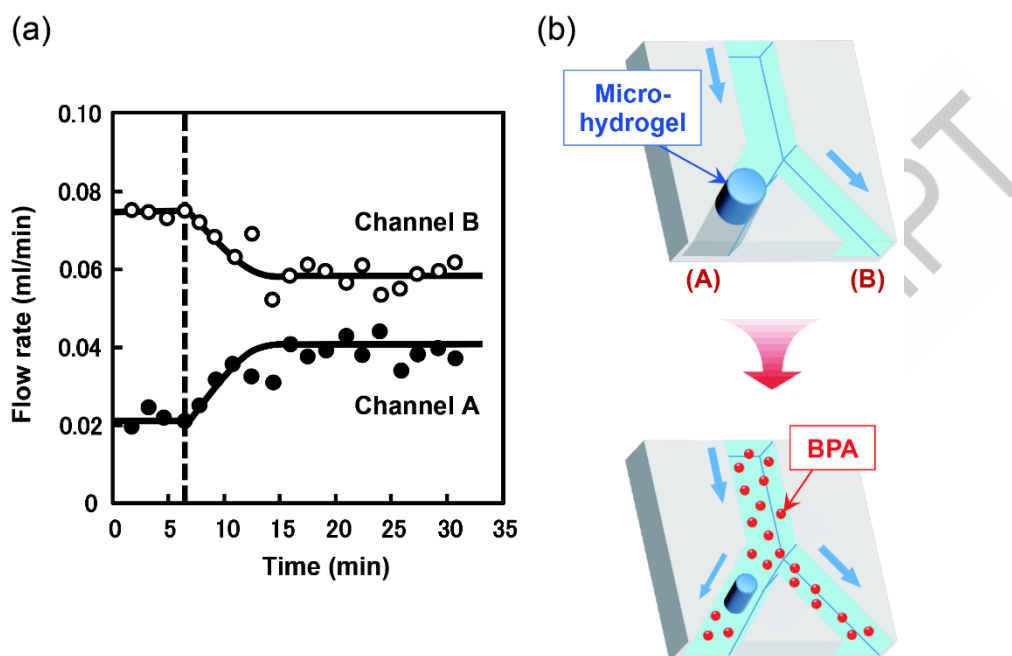 (a)
0.10
0.08
0.06
0.04
0.02
0
Flow rate (ml/min)
Channel B
Channel A
0 5 10 15 20 25 30 35
Time (min)
(b)
Micro-
hydrogel
(A) (B)
BPA
IPT